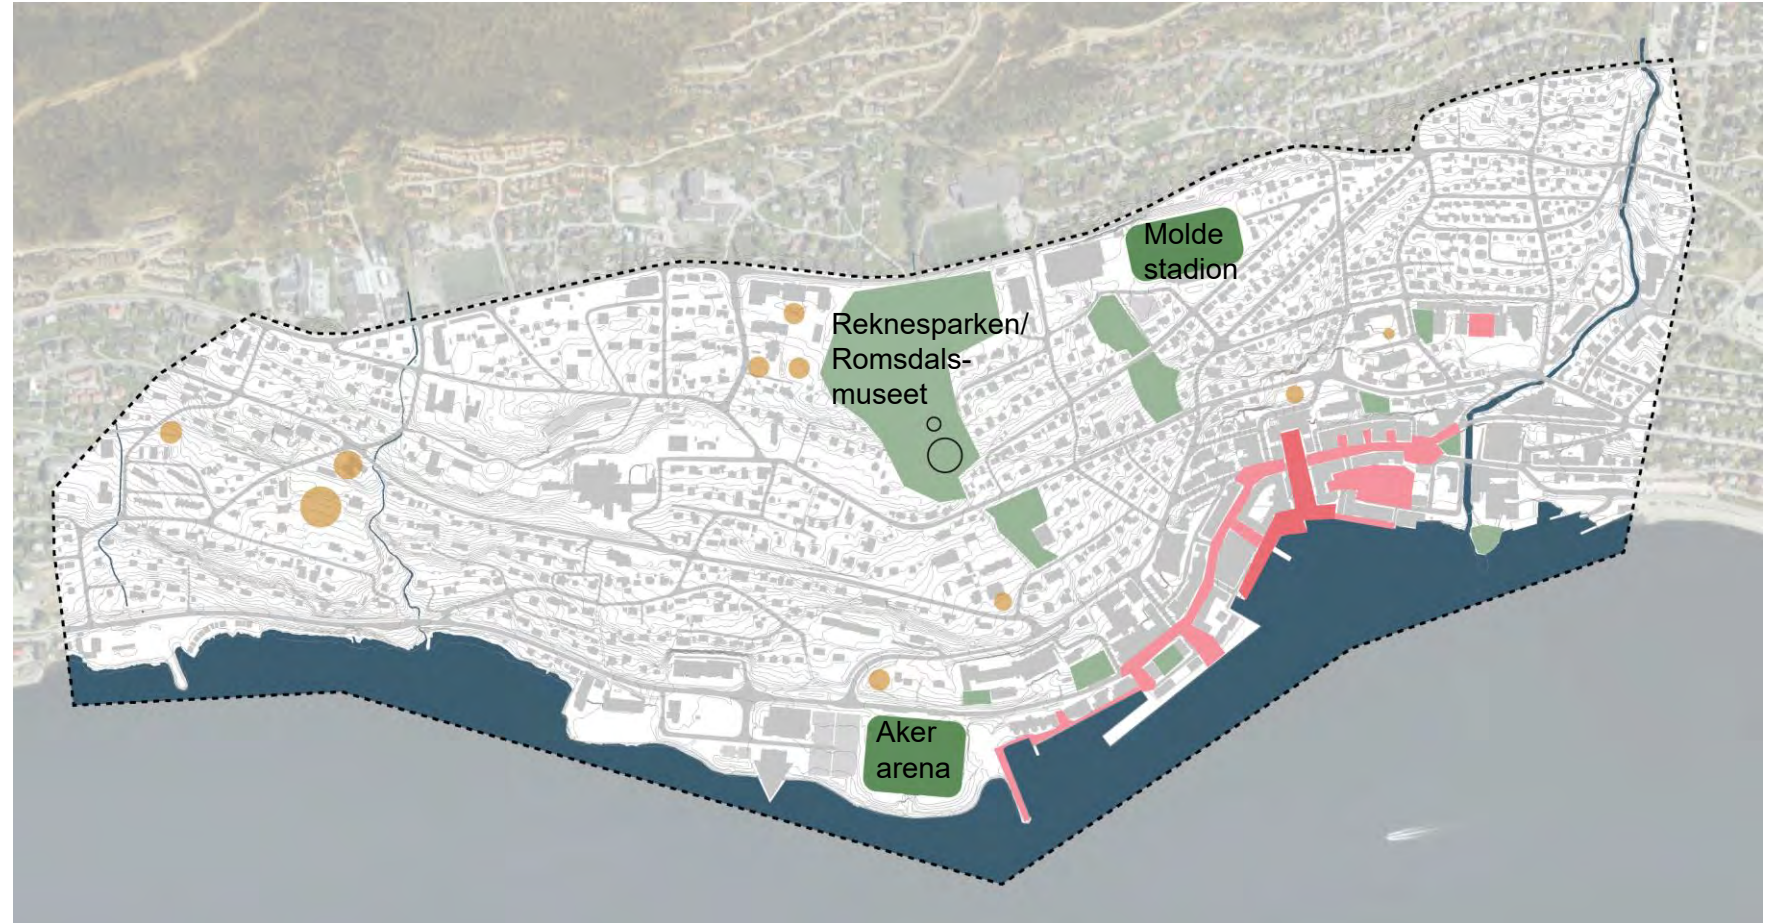 Molde
stadion
Reknesparken/
Romsdals-
museet
Aker
arena